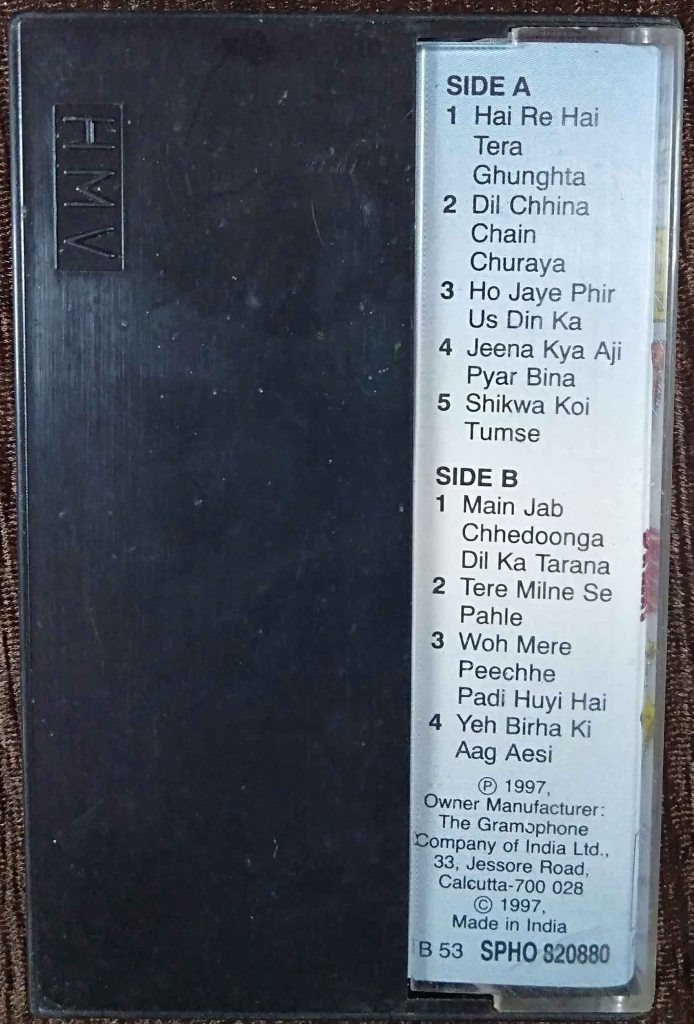 HMV
SIDE A
1 Hai Re Hai
Tera
Ghunghta
2 Dil Chhina
Chain
Churaya
3 Ho Jaye Phir
Us Din Ka
4 Jeena Kya Aji
Pyar Bina
5 Shikwa Koi
Tumse
SIDE B
1 Main Jab
Chhedoonga
Dil Ka Tarana
2 Tere Milne Se
Pahle
3 Woh Mere
Peechhe
Padi Huyi Hai
4 Yeh Birha Ki
Aag Aesi
℗ 1997,
Owner Manufacturer:
The Gramophone
Company of India Ltd.,
33, Jessore Road,
Calcutta-700 028
© 1997,
Made in India
B 53 SPHO 820880